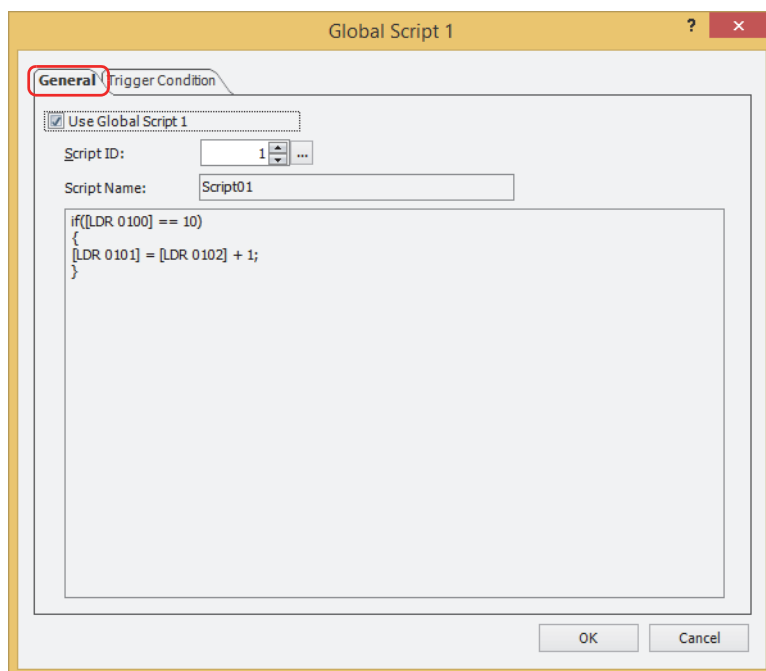 Global Script 1
?
General
Trigger Condition
Use Global Script 1
Script ID:
1
...
Script Name:
Script01
if([LDR 0100] == 10)
{
[LDR 0101] = [LDR 0102] + 1;
}
OK
Cancel